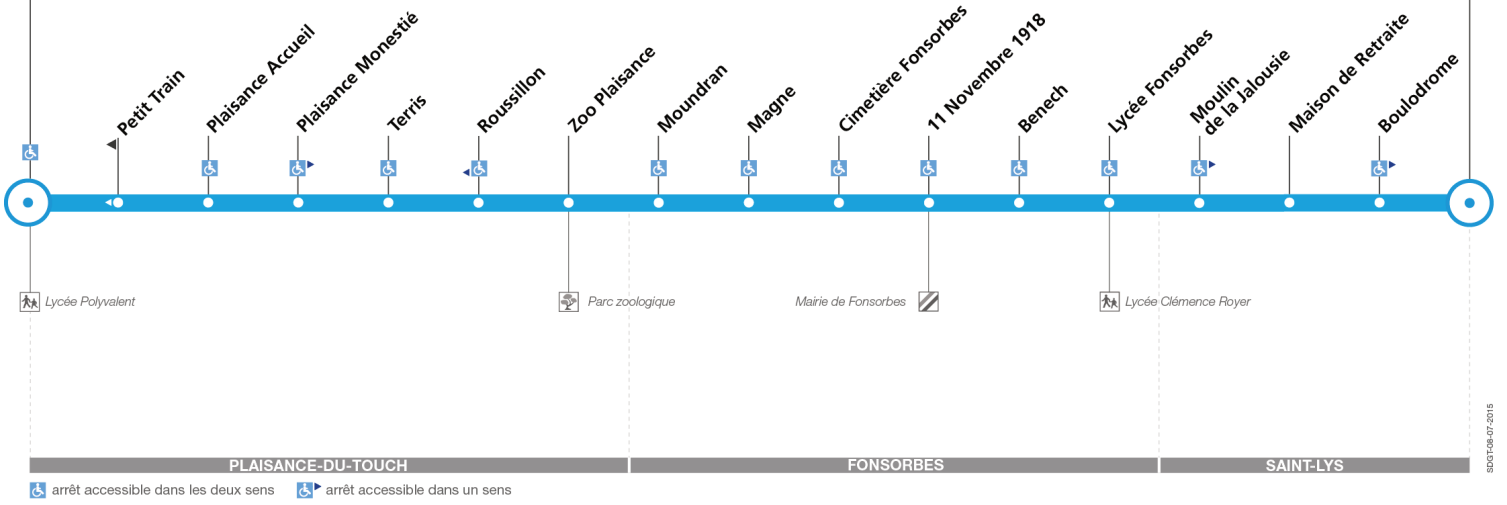 Petit Train
Plaisance Accueil
Plaisance Monestié
Terris
Roussillon
Zoo Plaisance
Moundran
Magne
Cimetière Fonsorbes
11 Novembre 1918
Benech
Lycée Fonsorbes
Moulin
de la Jalousie
Maison de Retraite
Boulodrome
Lycée Polyvalent
Parc zoologique
Mairie de Fonsorbes
Lycée Clémence Royer
PLAISANCE-DU-TOUCH
FONSORBES
SAINT-LYS
arrêt accessible dans les deux sens
arrêt accessible dans un sens
SDGT-08-07-2015